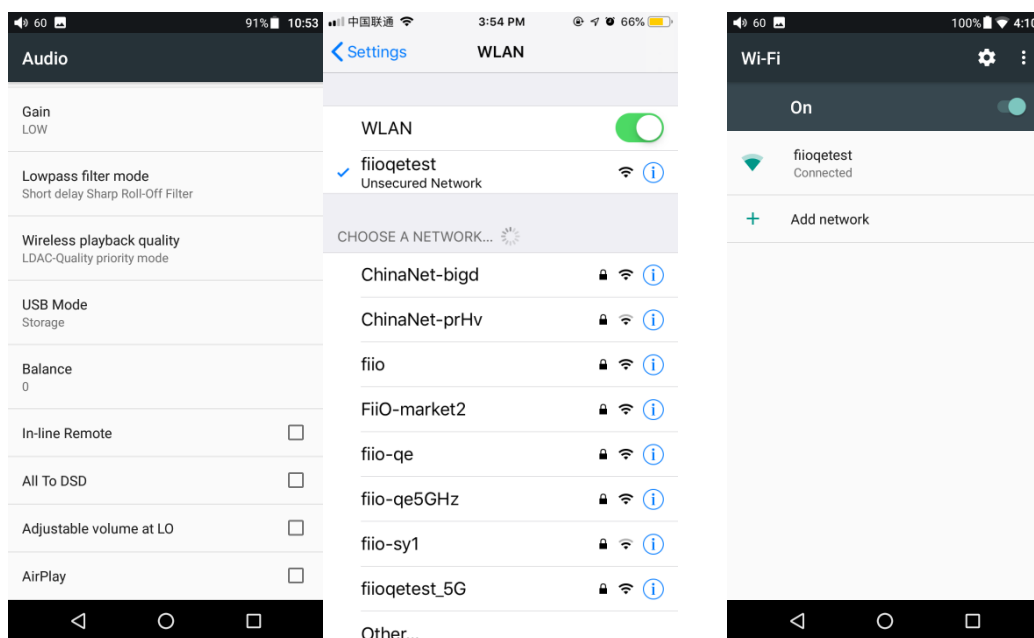 60
91%
10:53
Audio
Gain
LOW
Lowpass filter mode
Short delay Sharp Roll-Off Filter
Wireless playback quality
LDAC-Quality priority mode
USB Mode
Storage
Balance
0
In-line Remote
All To DSD
Adjustable volume at LO
AirPlay
中国联通
3:54 PM
66%
Settings
WLAN
WLAN
fiioqetest
Unsecured Network
CHOOSE A NETWORK...
ChinaNet-bigd
ChinaNet-prHv
fiio
FiiO-market2
fiio-qe
fiio-qe5GHz
fiio-sy1
fiioqetest_5G
Other...
60
100%
4:10
Wi-Fi
On
fiioqetest
Connected
Add network